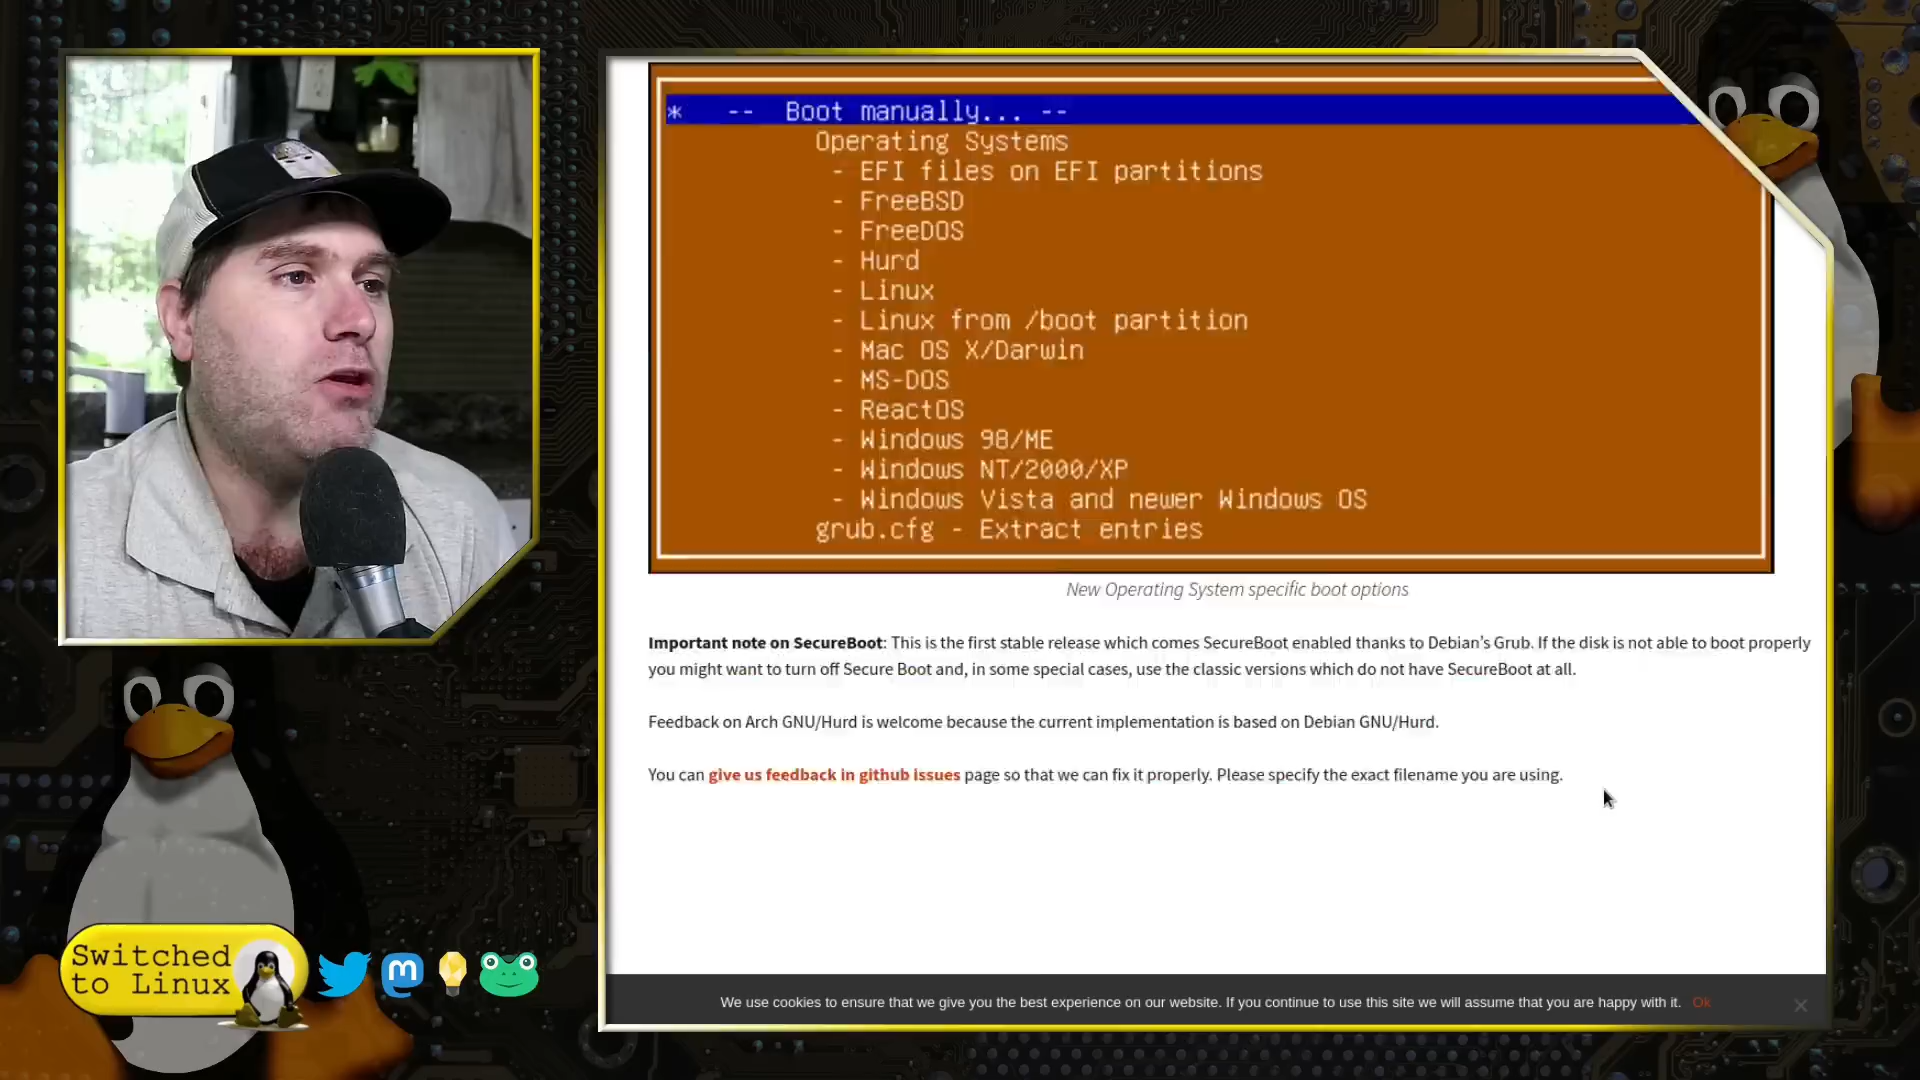 *   --  Boot manually... --
Operating Systems
- EFI files on EFI partitions
- FreeBSD
- FreeDOS
- Hurd
- Linux
- Linux from /boot partition
- Mac OS X/Darwin
- MS-DOS
- ReactOS
- Windows 98/ME
- Windows NT/2000/XP
- Windows Vista and newer Windows OS
grub.cfg - Extract entries
New Operating System specific boot options
Important note on SecureBoot: This is the first stable release which comes SecureBoot enabled thanks to Debian’s Grub. If the disk is not able to boot properly
you might want to turn off Secure Boot and, in some special cases, use the classic versions which do not have SecureBoot at all.
Feedback on Arch GNU/Hurd is welcome because the current implementation is based on Debian GNU/Hurd.
You can give us feedback in github issues page so that we can fix it properly. Please specify the exact filename you are using.
We use cookies to ensure that we give you the best experience on our website. If you continue to use this site we will assume that you are happy with it. Ok
Switched
to Linux
m